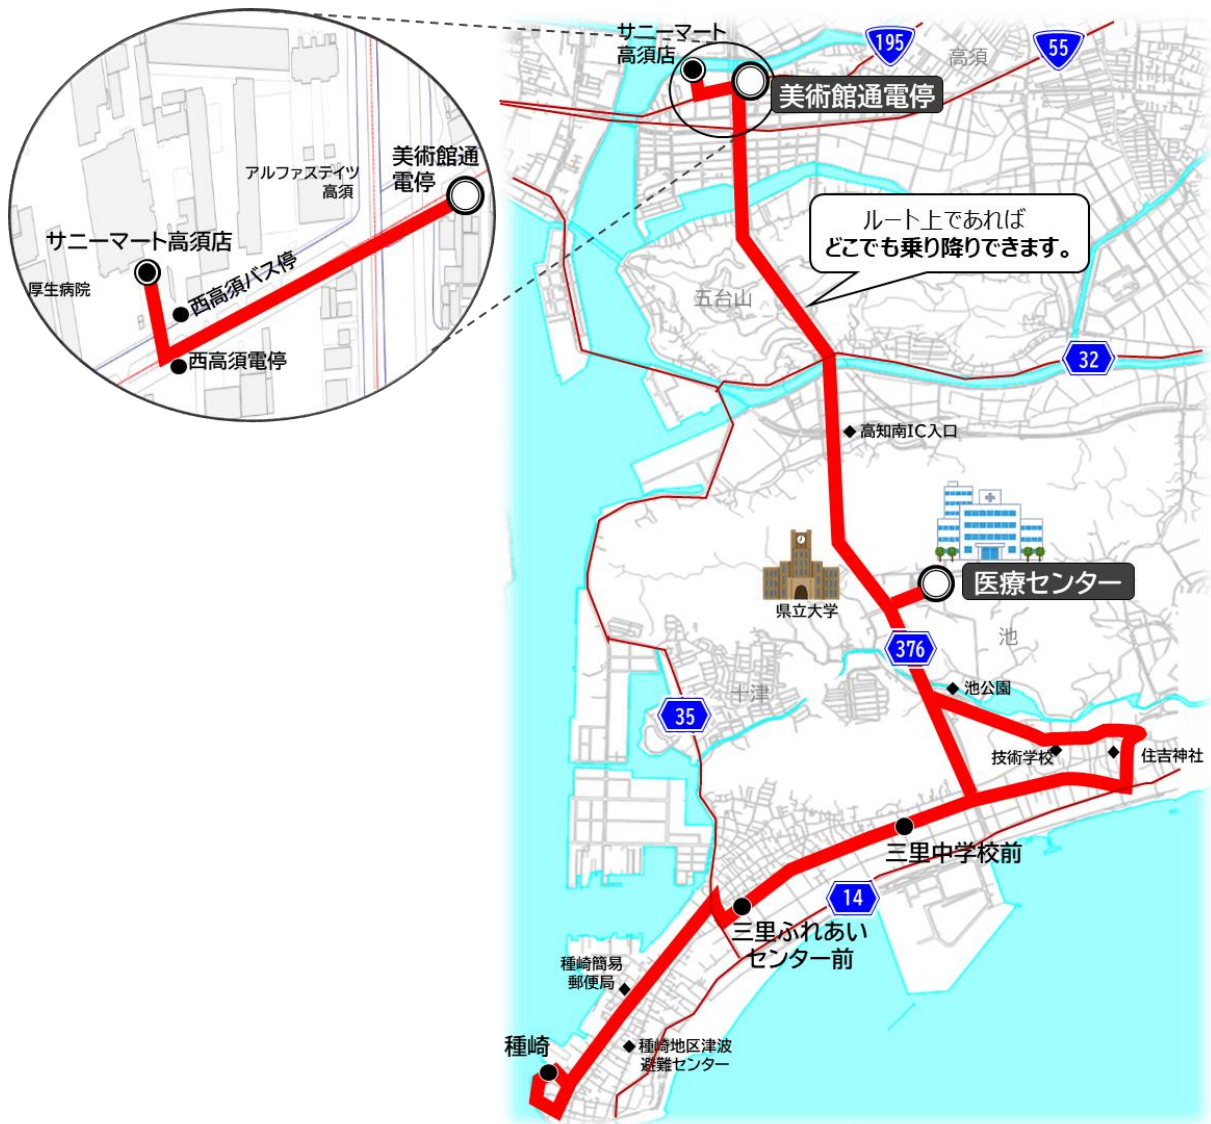 美術館通
電停
アルファステイツ
高須
サニーマート高須店
厚生病院
西高須バス停
西高須電停
サニーマート
高須店
195
高須
55
美術館通電停
ルート上であれば
どこでも乗り降りできます。
五台山
32
高知南IC入口
県立大学
医療センター
376
池
池公園
十津
35
技術学校
住吉神社
三里中学校前
14
三里ふれあい
センター前
種崎簡易
郵便局
種崎
種崎地区津波
避難センター